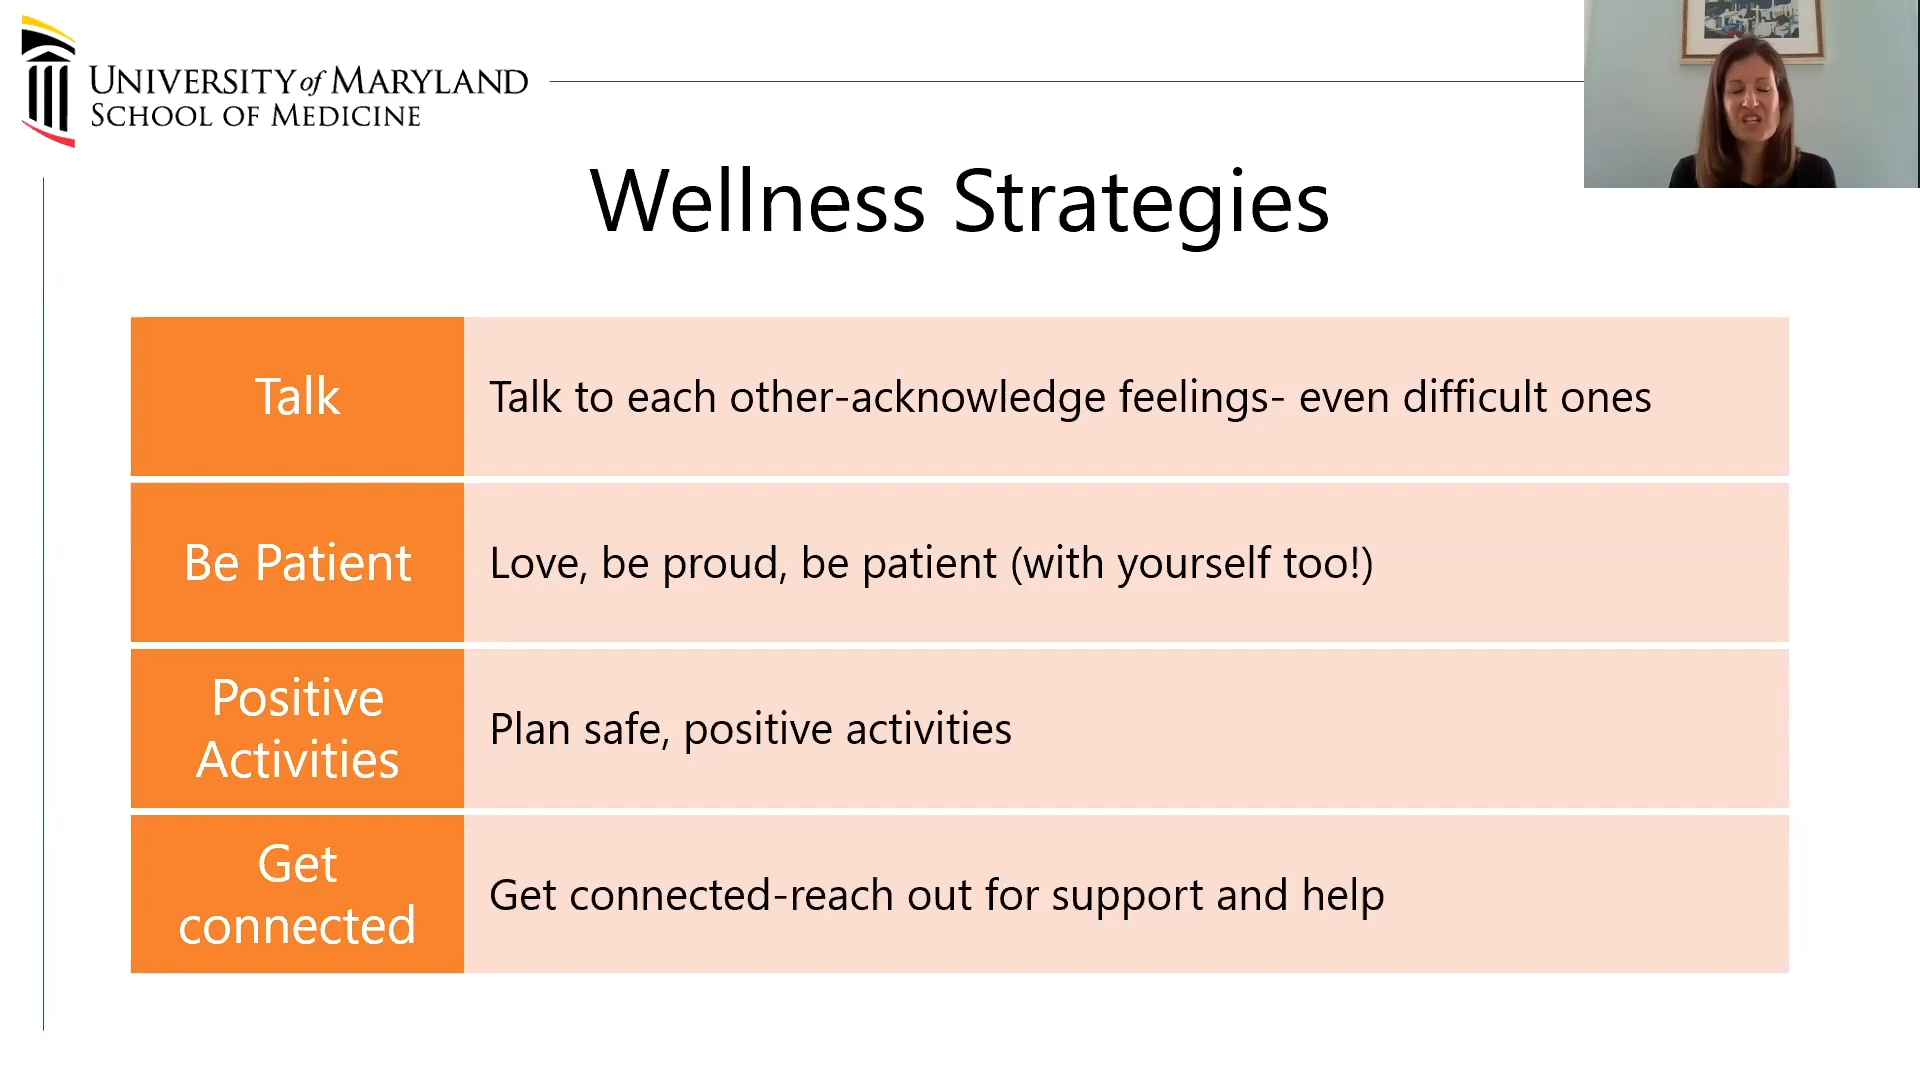 UNIVERSITY of MARYLAND
SCHOOL OF MEDICINE
Wellness Strategies
Talk
Talk to each other-acknowledge feelings- even difficult ones
Be Patient
Love, be proud, be patient (with yourself too!)
Positive
Activities
Plan safe, positive activities
Get
connected
Get connected-reach out for support and help